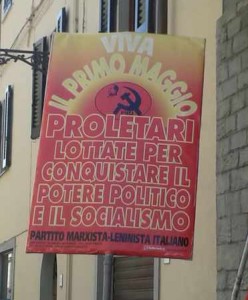 VIVA
IL PRIMO MAGGIO
PROLETARI
LOTTATE PER
CONQUISTARE IL
POTERE POLITICO
E IL SOCIALISMO
PARTITO MARXISTA-LENINISTA ITALIANO